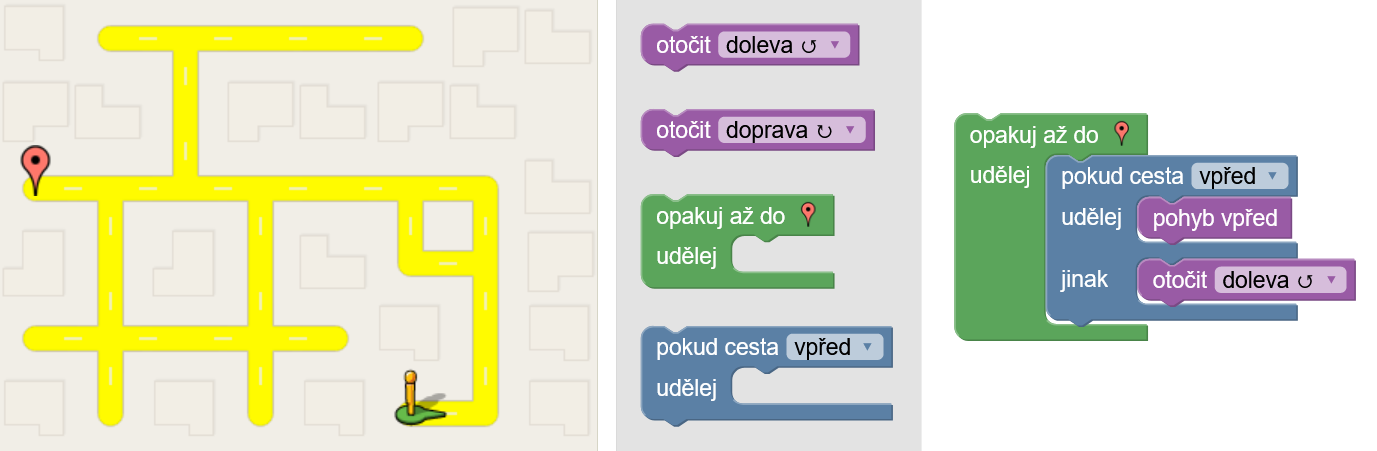 otočit doleva ↺ ▼
otočit doprava ↻ ▼
opakuj až do
udělej
pokud cesta vpřed ▼
udělej
opakuj až do
udělej
pokud cesta vpřed ▼
udělej
pohyb vpřed
jinak
otočit doleva ↺ ▼